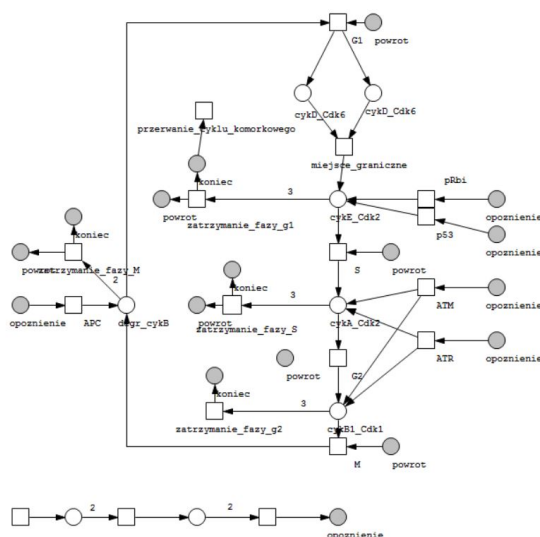 G1
powrot
cykD_Cdk6
cykD_Cdk6
przerwanie_cyklu_komorkowego
miejsce_graniczne
koniec
3
pRbi
powrot
zatrzymanie_fazy_g1
cykE_Cdk2
opoznienie
p53
koniec
opoznienie
powrot
zatrzymanie_fazy_M
S
powrot
2
koniec
3
ATM
opoznienie
APC
degr_cykB
powrot
zatrzymanie_fazy_S
cykA_Cdk2
opoznienie
ATR
G2
powrot
koniec
3
zatrzymanie_fazy_g2
cykB1_Cdk1
M
powrot
2
2
opoznienie